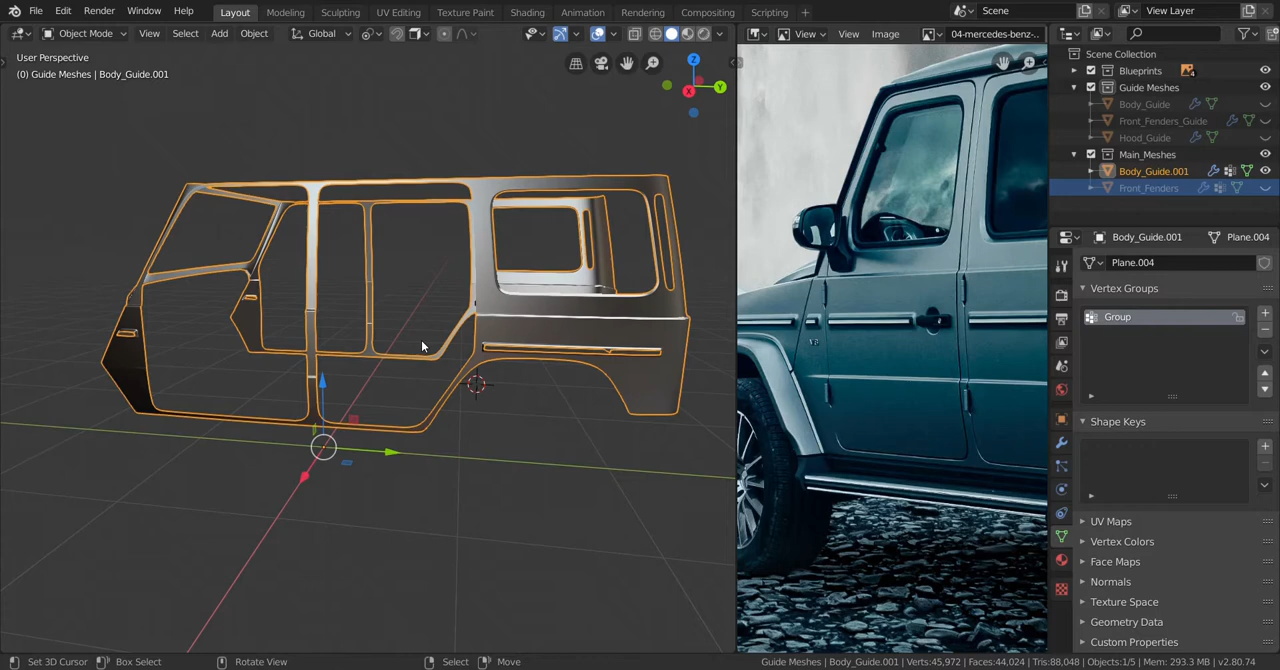 File Edit Render Window Help Layout Modeling Sculpting UV Editing Texture Paint Shading Animation Rendering Compositing Scripting + Scene View Layer
Object Mode View Select Add Object Global View View Image 04-mercedes-benz-..
User Perspective
(0) Guide Meshes | Body_Guide.001
Z
Y
X
Scene Collection
Blueprints 4
Guide Meshes
Body_Guide
Front_Fenders_Guide
Hood_Guide
Main_Meshes
Body_Guide.001
Front_Fenders
Body_Guide.001 Plane.004
Plane.004
Vertex Groups
Group
Shape Keys
UV Maps
Vertex Colors
Face Maps
Normals
Texture Space
Geometry Data
Custom Properties
Set 3D Cursor Box Select Rotate View Select Move Guide Meshes | Body_Guide.001 | Verts:45,972 | Faces:44,024 | Tris:88,048 | Objects:1/5 | Mem: 293.3 MB | v2.80.74